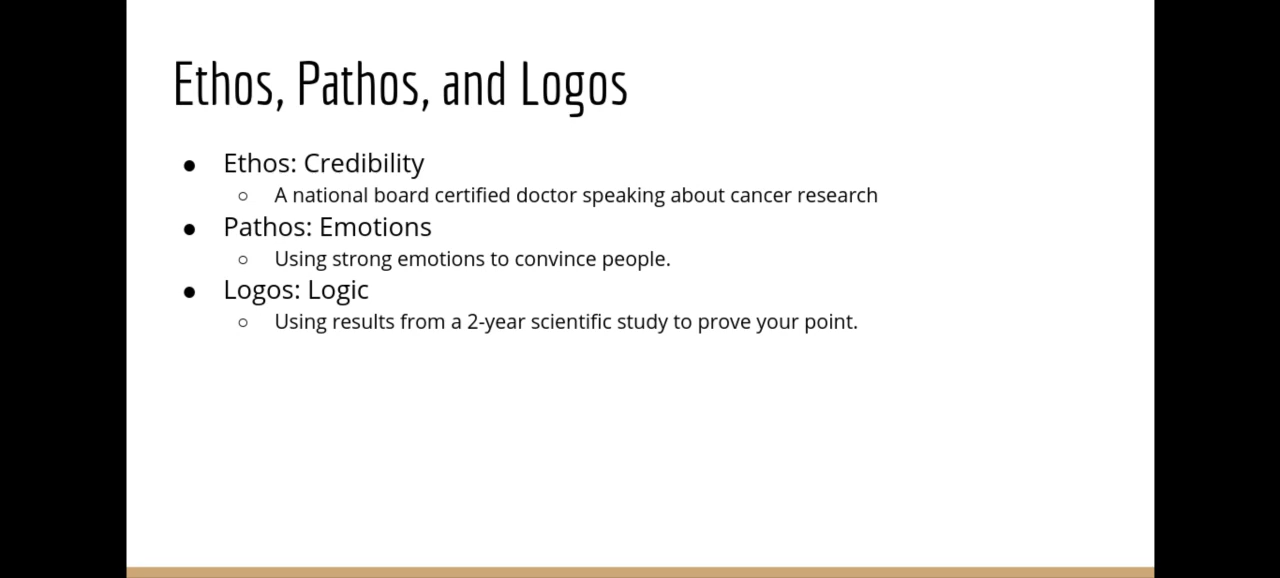 Ethos, Pathos, and Logos
● Ethos: Credibility
○ A national board certified doctor speaking about cancer research
● Pathos: Emotions
○ Using strong emotions to convince people.
● Logos: Logic
○ Using results from a 2-year scientific study to prove your point.